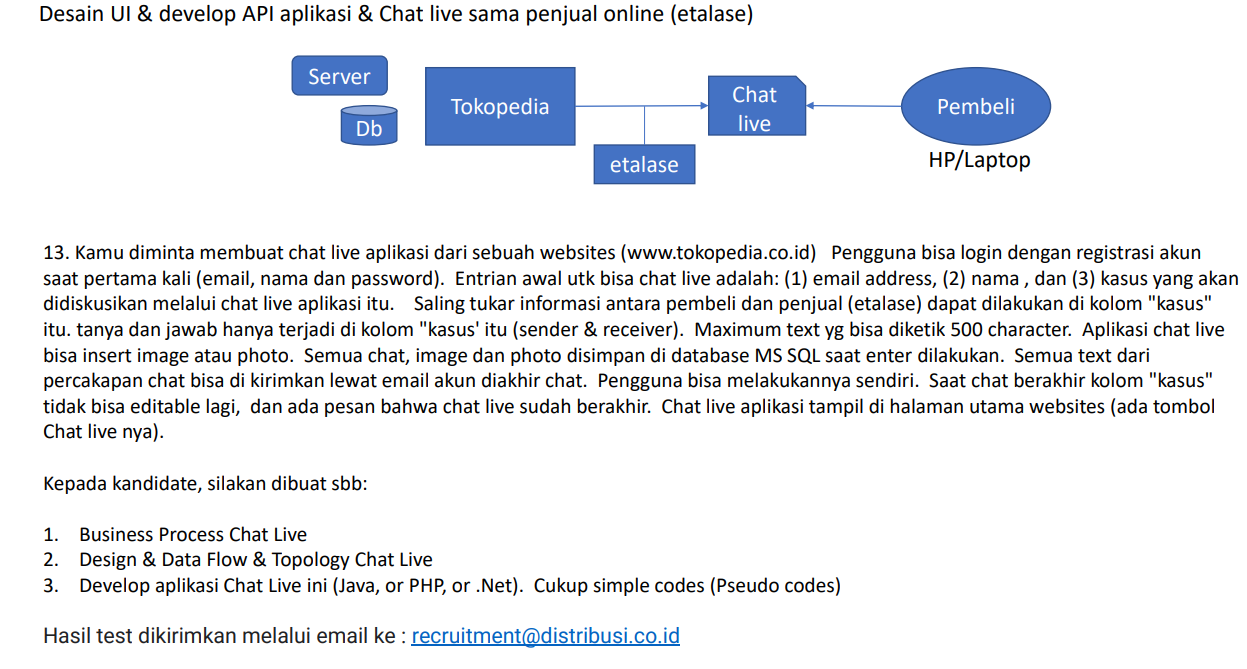 Desain UI & develop API aplikasi & Chat live sama penjual online (etalase)
Server
Db
Tokopedia
etalase
Chat
live
Pembeli
HP/Laptop
13. Kamu diminta membuat chat live aplikasi dari sebuah websites (www.tokopedia.co.id)   Pengguna bisa login dengan registrasi akun
saat pertama kali (email, nama dan password).  Entrian awal utk bisa chat live adalah: (1) email address, (2) nama , dan (3) kasus yang akan
didiskusikan melalui chat live aplikasi itu.    Saling tukar informasi antara pembeli dan penjual (etalase) dapat dilakukan di kolom "kasus"
itu. tanya dan jawab hanya terjadi di kolom "kasus' itu (sender & receiver).  Maximum text yg bisa diketik 500 character.  Aplikasi chat live
bisa insert image atau photo.  Semua chat, image dan photo disimpan di database MS SQL saat enter dilakukan.  Semua text dari
percakapan chat bisa di kirimkan lewat email akun diakhir chat.  Pengguna bisa melakukannya sendiri.  Saat chat berakhir kolom "kasus"
tidak bisa editable lagi,  dan ada pesan bahwa chat live sudah berakhir.  Chat live aplikasi tampil di halaman utama websites (ada tombol
Chat live nya).
Kepada kandidate, silakan dibuat sbb:
1. Business Process Chat Live
2. Design & Data Flow & Topology Chat Live
3. Develop aplikasi Chat Live ini (Java, or PHP, or .Net).  Cukup simple codes (Pseudo codes)
Hasil test dikirimkan melalui email ke : recruitment@distribusi.co.id